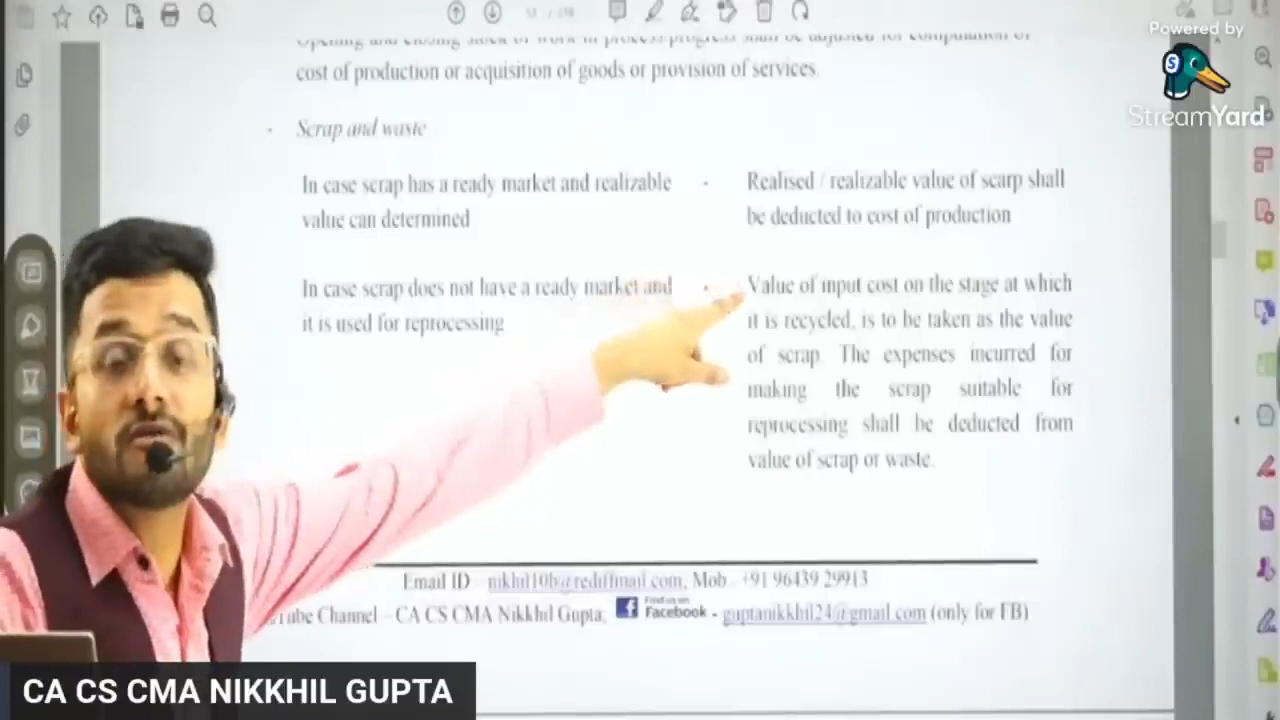 Powered by
StreamYard
cost of production or acquisition of goods or provision of services.
Scrap and waste
In case scrap has a ready market and realizable
value can determined
Realised / realizable value of scarp shall
be deducted to cost of production
In case scrap does not have a ready market and
it is used for reprocessing
Value of input cost on the stage at which
it is recycled, is to be taken as the value
of scrap. The expenses incurred for
making the scrap suitable for
reprocessing shall be deducted from
value of scrap or waste.
Email ID – nikhil10b@rediffmail.com, Mob. +91 96439 29913
Tube Channel – CA CS CMA Nikkhil Gupta, f Find us on Facebook - guptanikkhil24@gmail.com (only for FB)
CA CS CMA NIKKHIL GUPTA